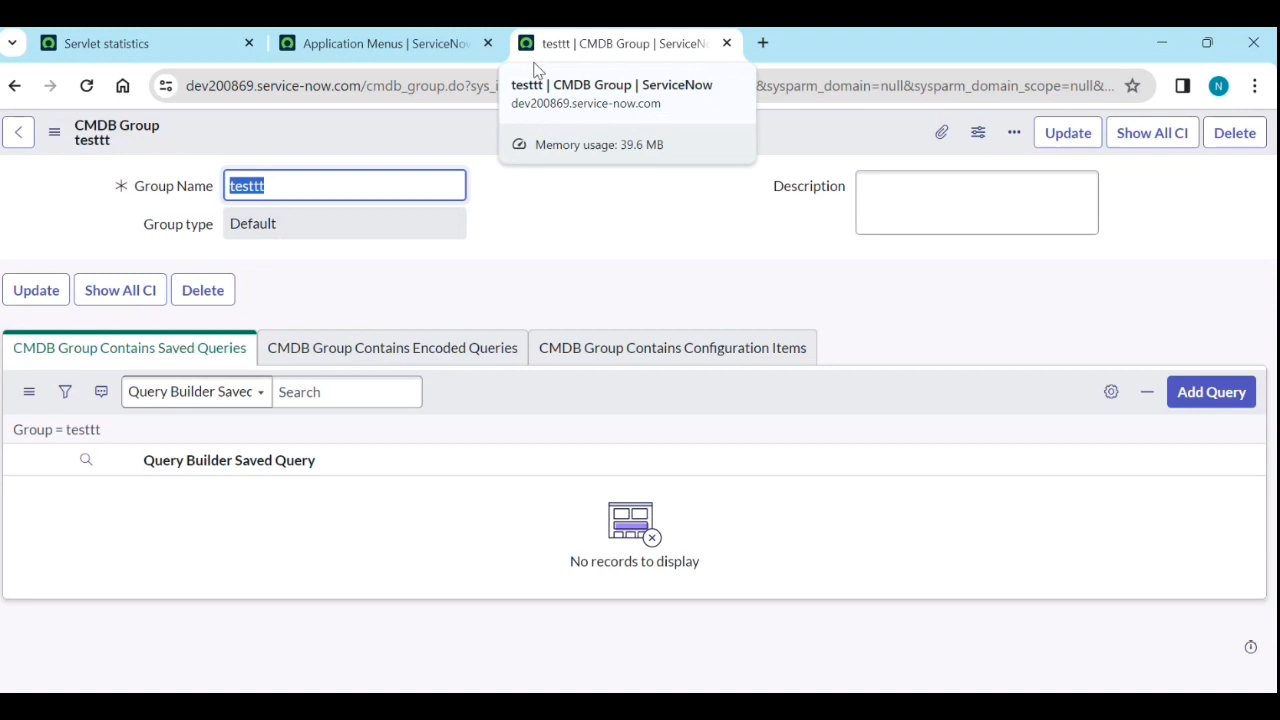 Servlet statistics
Application Menus | ServiceNo
testtt | CMDB Group | ServiceN
dev200869.service-now.com/cmdb_group.do?sys_i
&sysparm_domain=null&sysparm_domain_scope=null&...
N
testtt | CMDB Group | ServiceNow
dev200869.service-now.com
Memory usage: 39.6 MB
CMDB Group
testtt
Update
Show All CI
Delete
Group Name
testtt
Description
Group type
Default
Update
Show All CI
Delete
CMDB Group Contains Saved Queries
CMDB Group Contains Encoded Queries
CMDB Group Contains Configuration Items
Query Builder Savec
Search
Add Query
Group = testtt
Query Builder Saved Query
No records to display